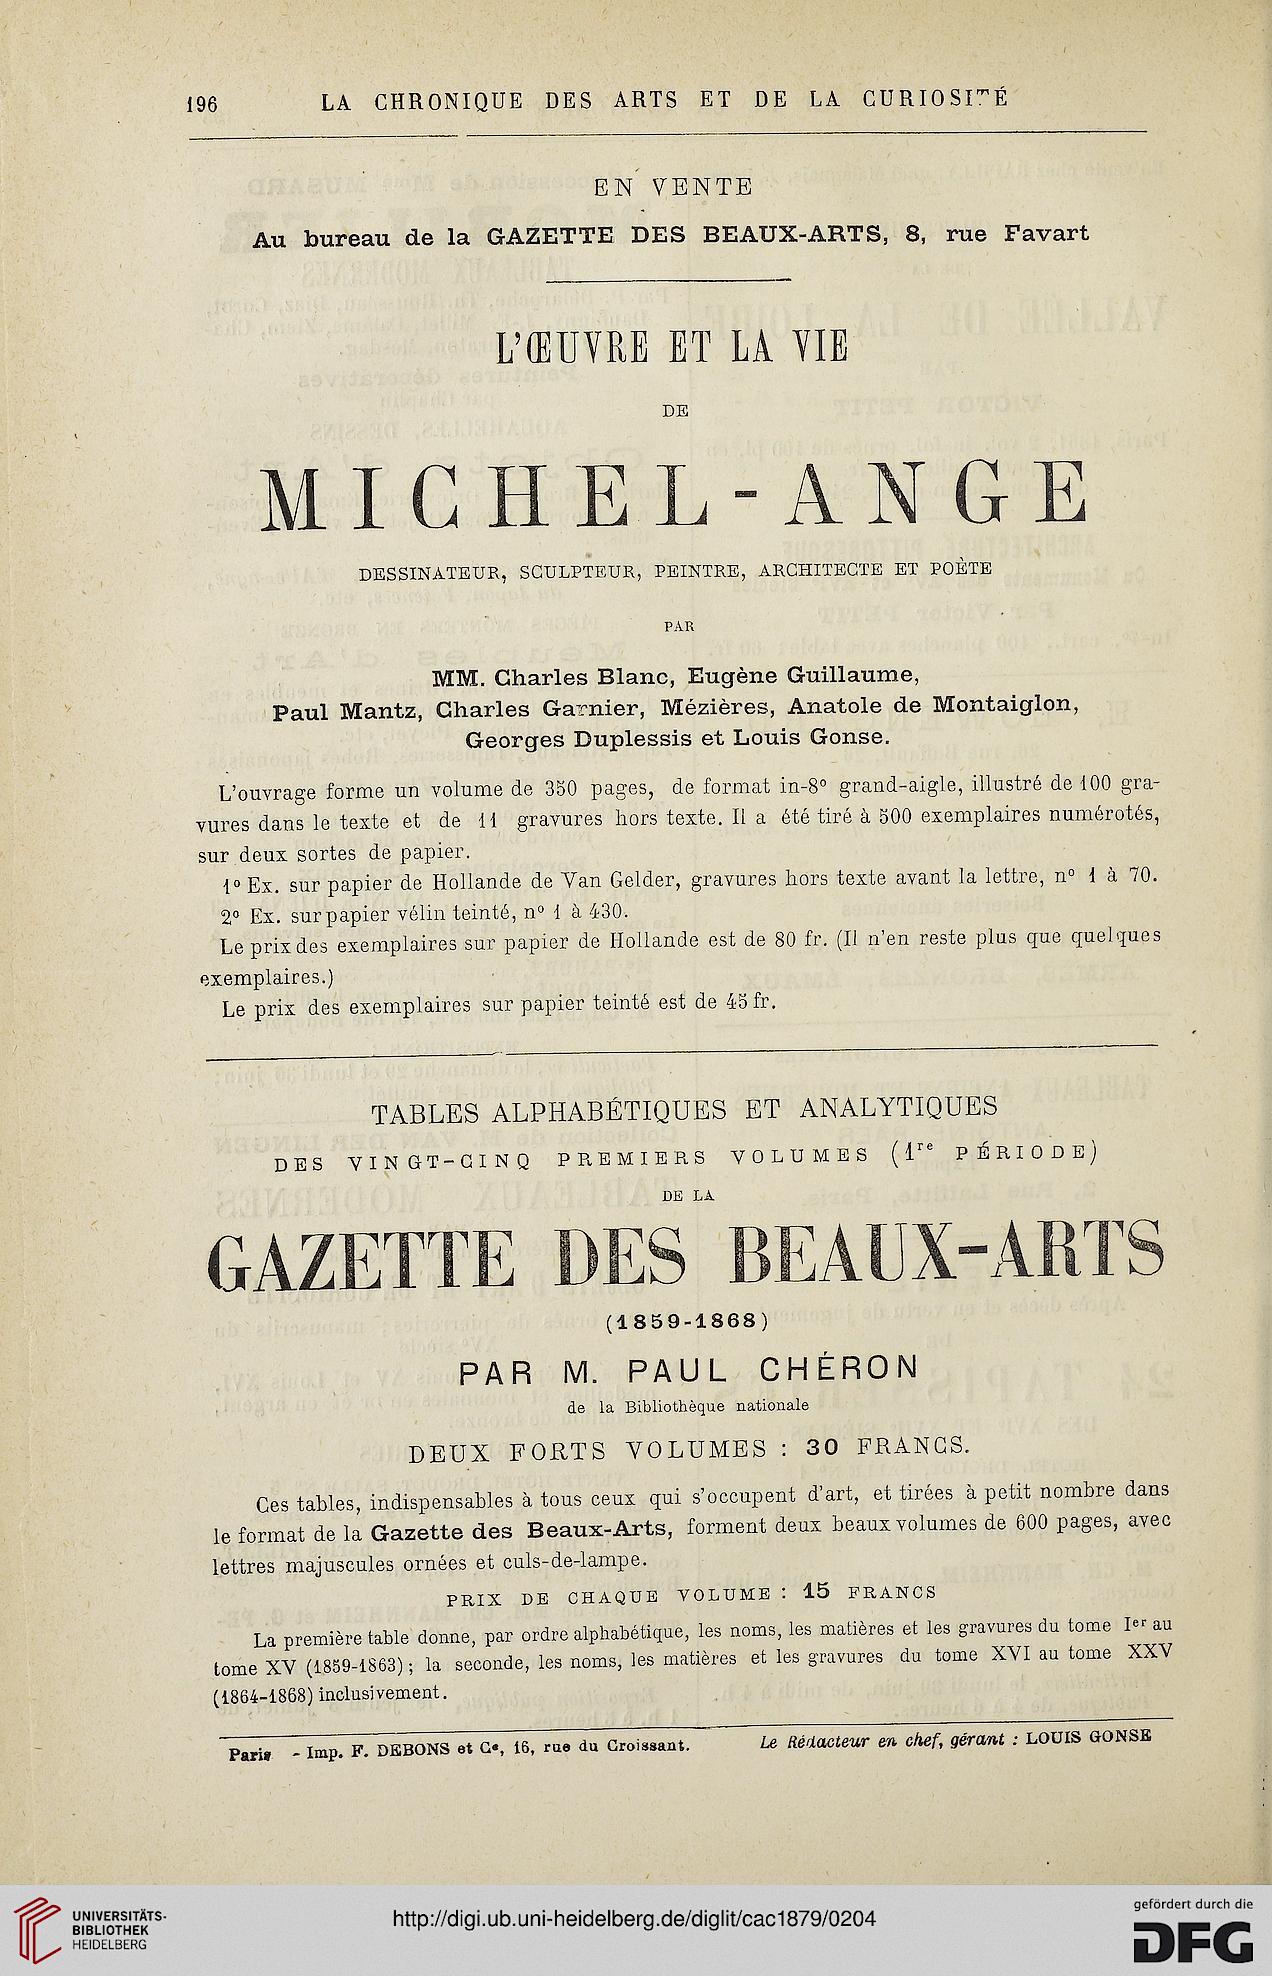 196 LA CHRONIQUE DES ARTS ET DE LA CURIOSITÉ
EN VENTE
Au bureau de la GAZETTE DES BEAUX-ARTS, 8, rue Favart
L'ŒUVRE ET LA VIE
DE
MICHEL-ANGE
DESSINATEUR, SCULPTEUR, PEINTRE, ARCHITECTE ET POÈTE
PAR
MM. Charles Blanc, Eugène Guillaume,
Paul Mantz, Charles Garnier, Mézières, Anatole de Montaiglon,
Georges Duplessis et Louis Gonse.
L'ouvrage forme un volume de 350 pages, de format in-8° grand-aigle, illustré de 100 gra-
vures dans le texte et de 11 gravures hors texte. Il a été tiré à 500 exemplaires numérotés,
sur deux sortes de papier.
1° Ex. sur papier de Hollande de Van Gelder, gravures hors texte avant la lettre, n° 1 à 70.
2° Ex. sur papier vélin teinté, n° 1 à 430.
Le prix des exemplaires sur papier de Hollande est de 80 fr. (Il n'en reste plus que quelques
exemplaires.)
Le prix des exemplaires sur papier teinté est de 45 fr.
TABLES ALPHABÉTIQUES ET ANALYTIQUES
DES VINGT-CINQ PREMIERS VOLUMES (1re PÉRIODE)
DE LA
GAZETTE DES BEAUX-ARTS
(1859-1868)
PAR M. PAUL CHÉRON
de la Bibliothèque nationale
DEUX FORTS VOLUMES : 30 FRANCS.
Ces tables, indispensables à tous ceux qui s'occupent d'art, et tirées à petit nombre dans
le format de la Gazette des Beaux-Arts, forment deux beaux volumes de 600 pages, avec
lettres majuscules ornées et culs-de-lampe.
PRIX DE CHAQUE VOLUME : 15 FRANCS
La première table donne, par ordre alphabétique, les noms, les matières et les gravures du tome Ier au
tome XV (1859-1863) ; la seconde, les noms, les matières et les gravures du tome XVI au tome XXV
(1864-1868) inclusivement.
Paris - Imp. F. DEBONS et Ce, 16, rue du Croissant. Le Rédacteur en chef, gérant : LOUIS GONSE
UNIVERSITÄTS-
BIBLIOTHEK
HEIDELBERG
http://digi.ub.uni-heidelberg.de/diglit/cac1879/0204
gefördert durch die
DFG